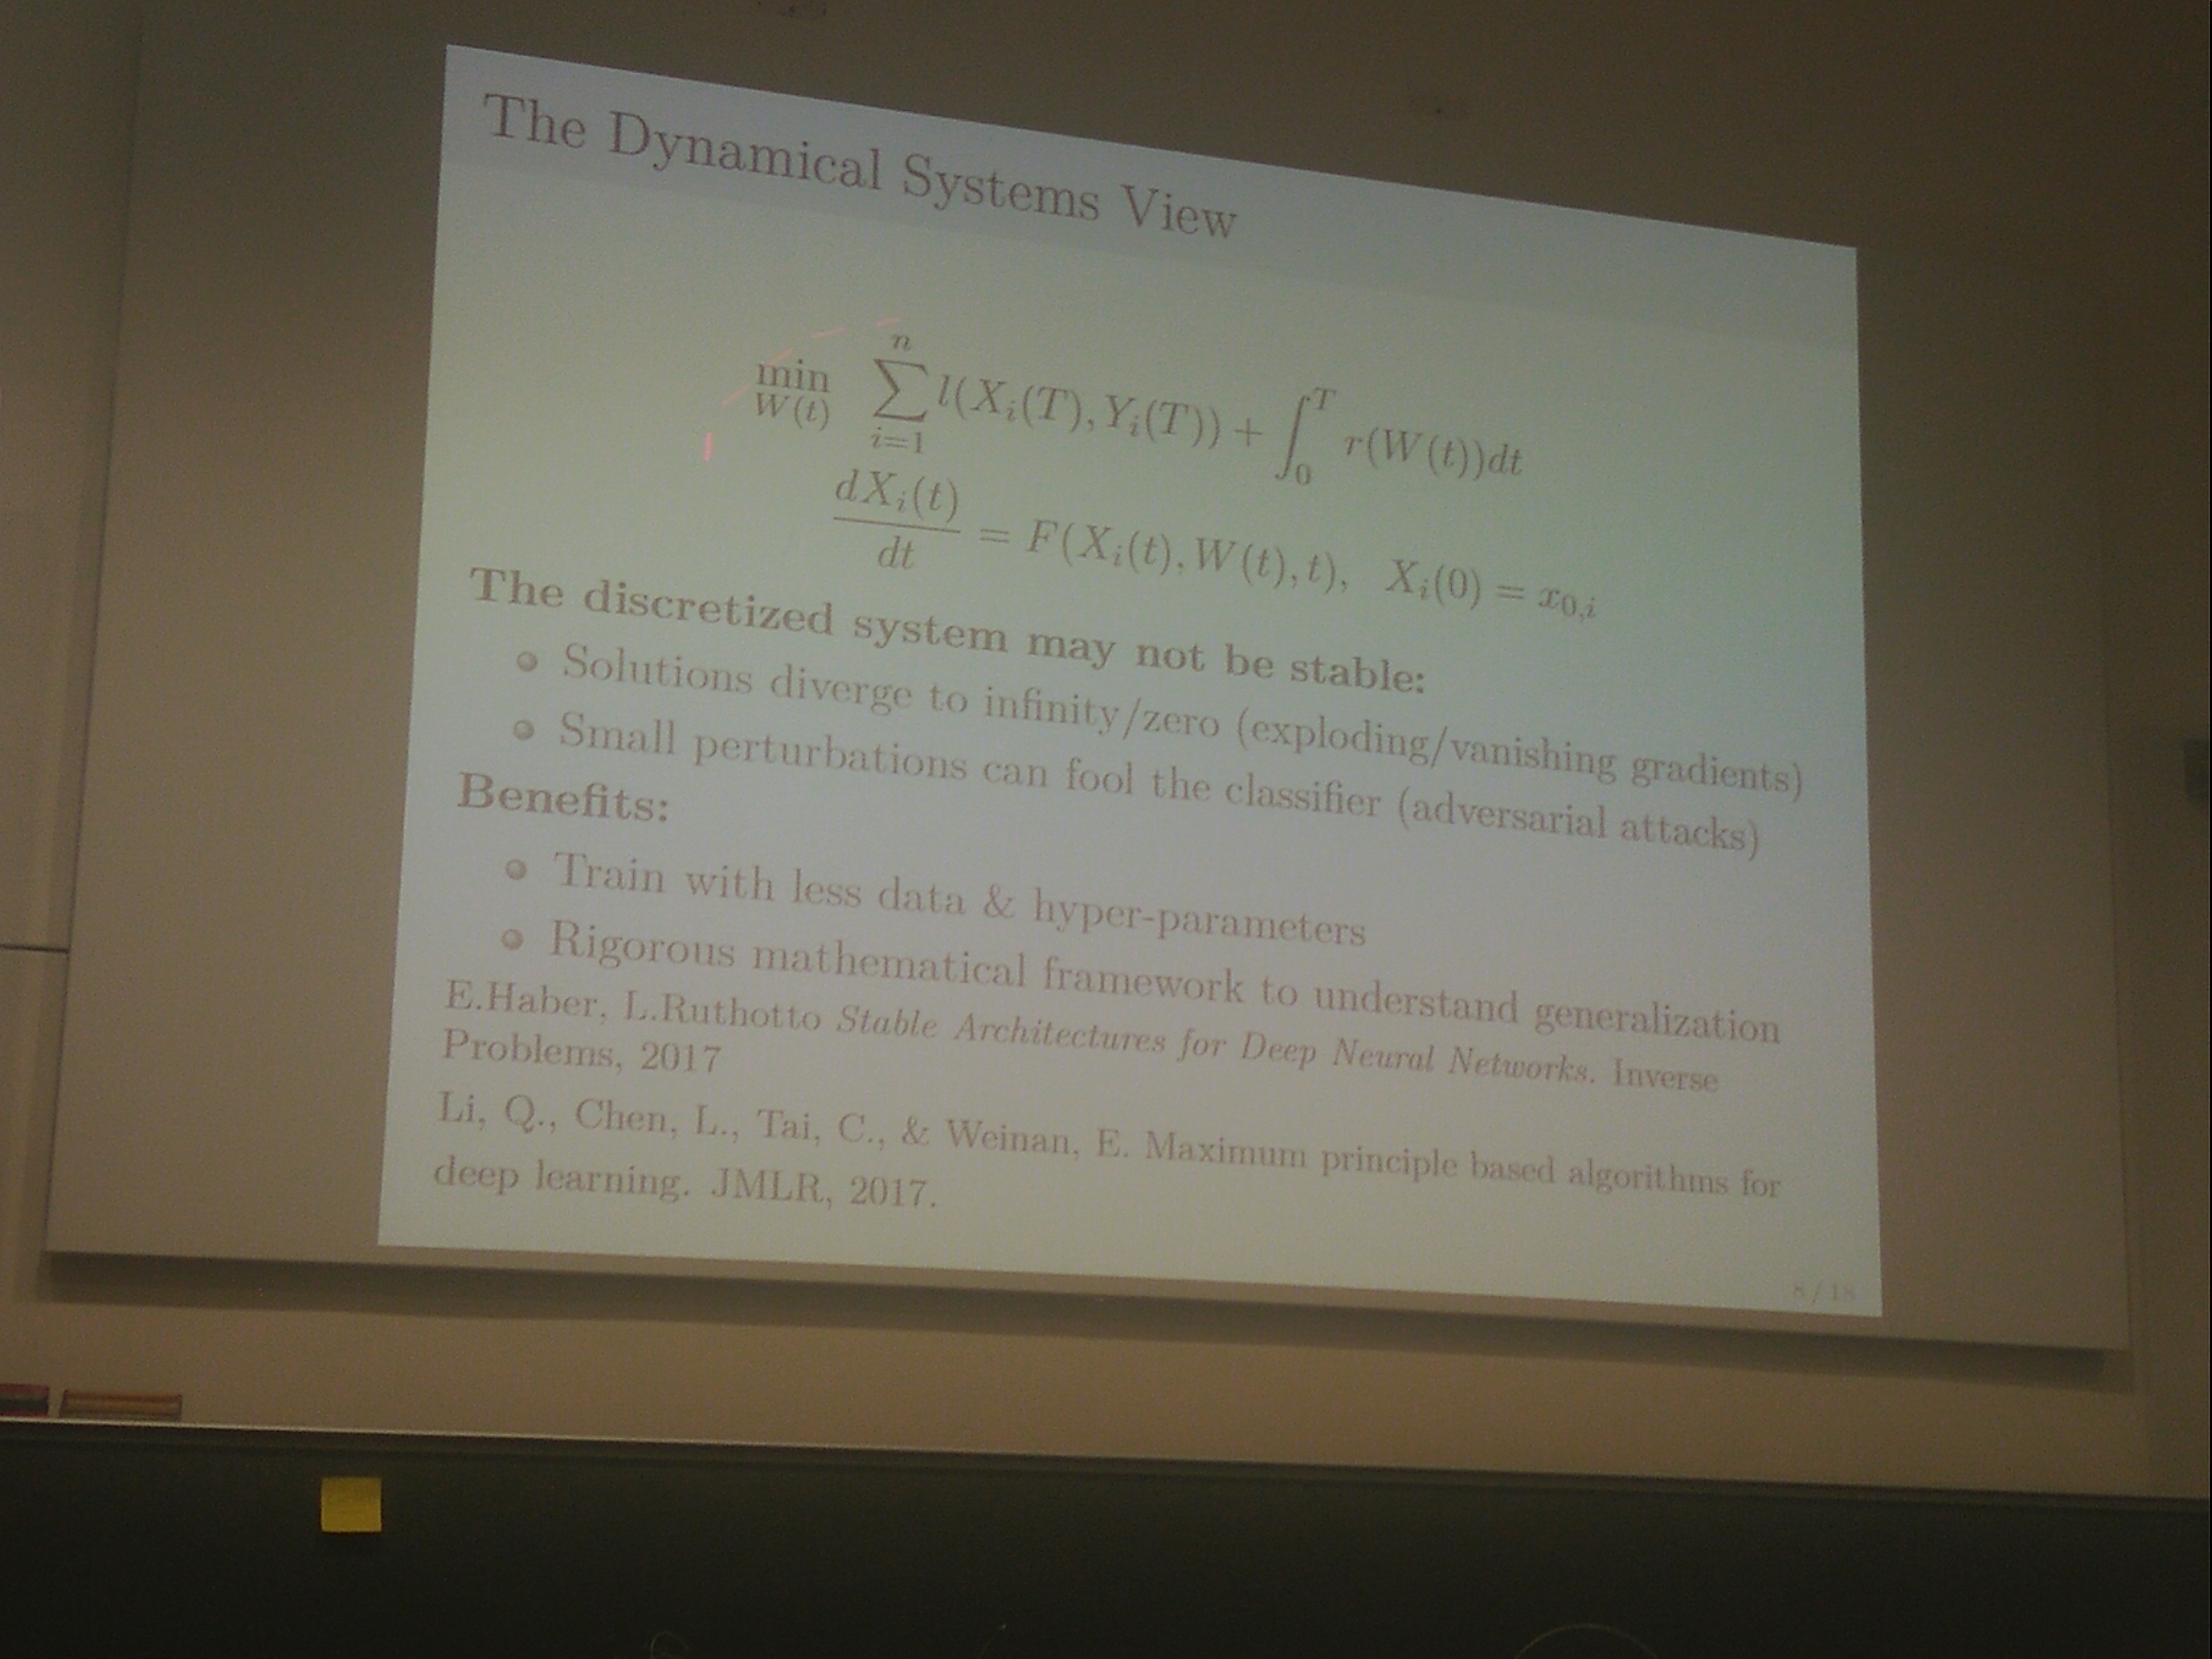 The Dynamical Systems View
min_{W(t)} \sum_{i=1}^{n} l(X_i(T), Y_i(T)) + \int_0^T r(W(t))dt
\frac{dX_i(t)}{dt} = F(X_i(t), W(t), t),   X_i(0) = x_{0,i}
The discretized system may not be stable:
Solutions diverge to infinity/zero (exploding/vanishing gradients)
Small perturbations can fool the classifier (adversarial attacks)
Benefits:
Train with less data & hyper-parameters
Rigorous mathematical framework to understand generalization
E.Haber, L.Ruthotto Stable Architectures for Deep Neural Networks. Inverse
Problems, 2017
Li, Q., Chen, L., Tai, C., & Weinan, E. Maximum principle based algorithms for
deep learning. JMLR, 2017.
8 / 18